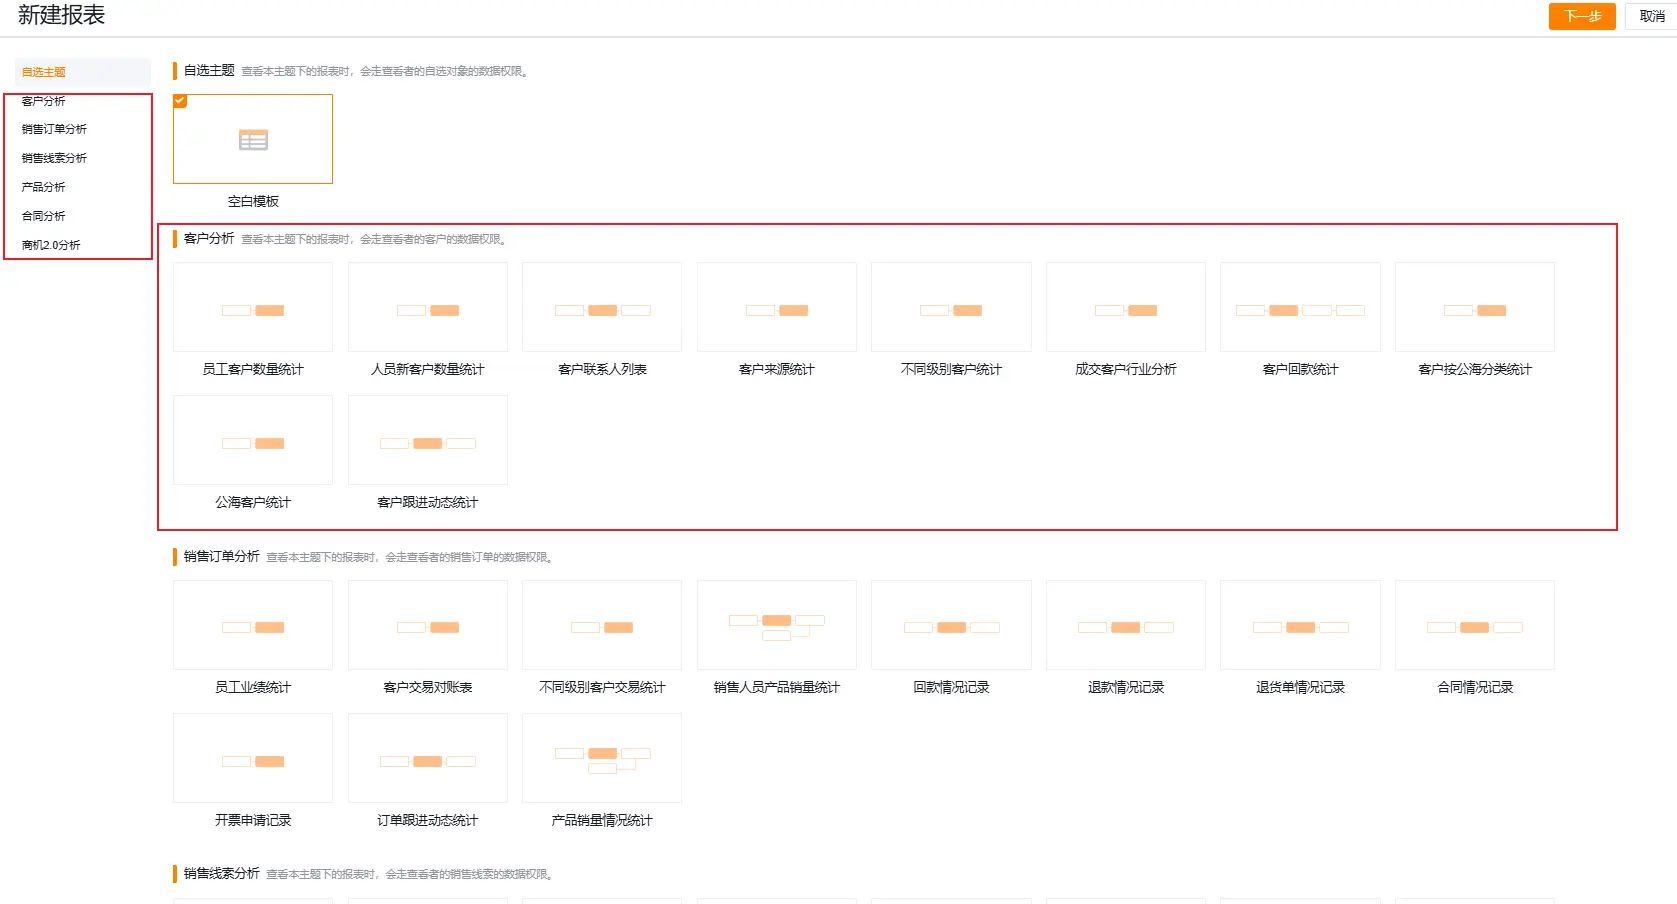 新建报表
下一步
取消
自选主题
客户分析
销售订单分析
销售线索分析
产品分析
合同分析
商机2.0分析
自选主题 查看本主题下的报表时，会走查看者的自选对象的数据权限。
空白模板
客户分析 查看本主题下的报表时，会走查看者的客户的数据权限。
员工客户数量统计
人员新客户数量统计
客户联系人列表
客户来源统计
不同级别客户统计
成交客户行业分析
客户回款统计
客户按公海分类统计
公海客户统计
客户跟进动态统计
销售订单分析 查看本主题下的报表时，会走查看者的销售订单的数据权限。
员工业绩统计
客户交易对账表
不同级别客户交易统计
销售人员产品销量统计
回款情况记录
退款情况记录
退货单情况记录
合同情况记录
开票申请记录
订单跟进动态统计
产品销量情况统计
销售线索分析 查看本主题下的报表时，会走查看者的销售线索的数据权限。